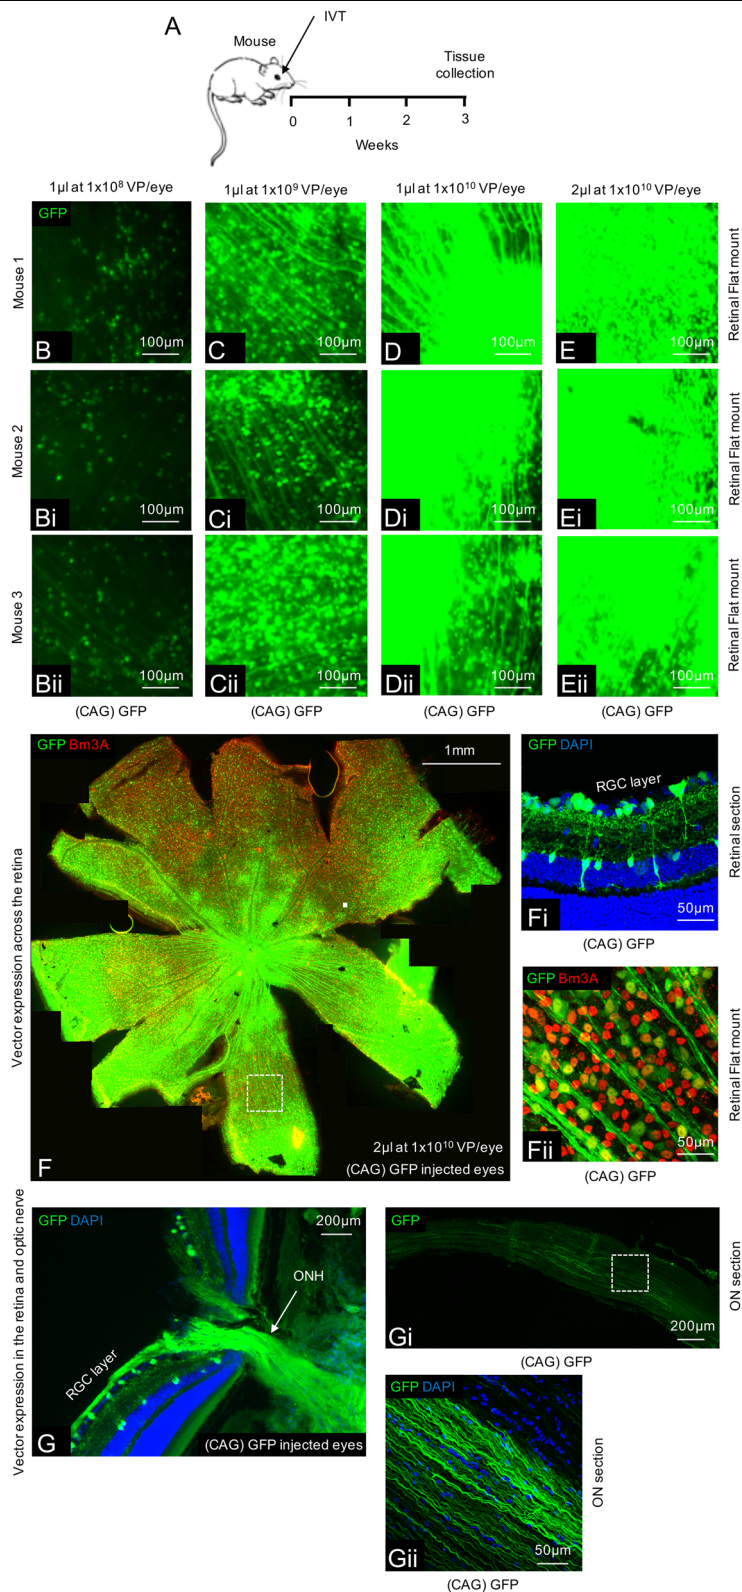 A
IVT
Mouse
Tissue
collection
0
1
2
3
Weeks
1µl at 1x10⁸ VP/eye
1µl at 1x10⁹ VP/eye
1µl at 1x10¹⁰ VP/eye
2µl at 1x10¹⁰ VP/eye
Mouse 1
GFP
B
100µm
C
100µm
D
100µm
E
100µm
Retinal Flat mount
Mouse 2
Bi
100µm
Ci
100µm
Di
100µm
Ei
100µm
Retinal Flat mount
Mouse 3
Bii
100µm
Cii
100µm
Dii
100µm
Eii
100µm
Retinal Flat mount
(CAG) GFP
(CAG) GFP
(CAG) GFP
(CAG) GFP
Vector expression across the retina
GFP Brn3A
1mm
F
2µl at 1x10¹⁰ VP/eye
(CAG) GFP injected eyes
GFP DAPI
RGC layer
Fi
50µm
Retinal section
(CAG) GFP
GFP Brn3A
Fii
50µm
Retinal Flat mount
(CAG) GFP
Vector expression in the retina and optic nerve
GFP DAPI
200µm
ONH
RGC layer
G
(CAG) GFP injected eyes
GFP
Gi
200µm
ON section
(CAG) GFP
GFP DAPI
Gii
50µm
ON section
(CAG) GFP